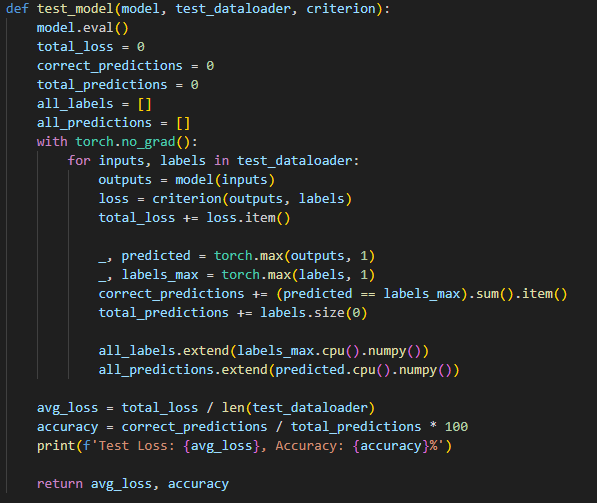 def test_model(model, test_dataloader, criterion):
    model.eval()
    total_loss = 0
    correct_predictions = 0
    total_predictions = 0
    all_labels = []
    all_predictions = []
    with torch.no_grad():
        for inputs, labels in test_dataloader:
            outputs = model(inputs)
            loss = criterion(outputs, labels)
            total_loss += loss.item()

            _, predicted = torch.max(outputs, 1)
            _, labels_max = torch.max(labels, 1)
            correct_predictions += (predicted == labels_max).sum().item()
            total_predictions += labels.size(0)

            all_labels.extend(labels_max.cpu().numpy())
            all_predictions.extend(predicted.cpu().numpy())

    avg_loss = total_loss / len(test_dataloader)
    accuracy = correct_predictions / total_predictions * 100
    print(f'Test Loss: {avg_loss}, Accuracy: {accuracy}%')

    return avg_loss, accuracy